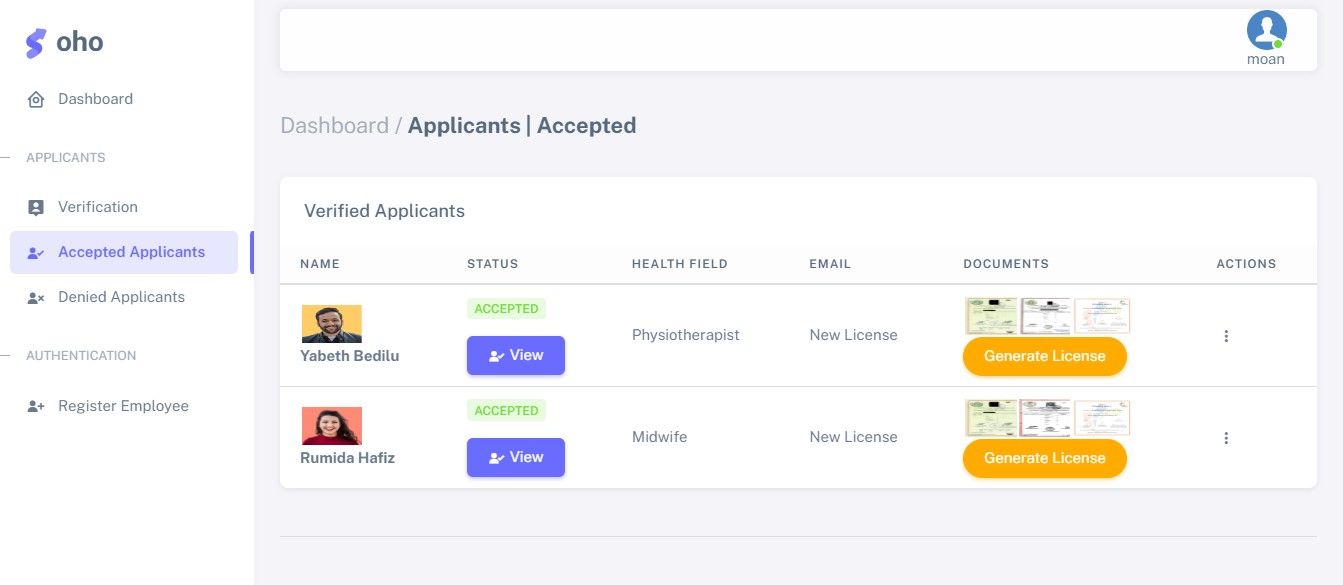 oho
moan
Dashboard
Dashboard / Applicants | Accepted
APPLICANTS
Verification
Accepted Applicants
Denied Applicants
AUTHENTICATION
Register Employee
Verified Applicants
NAME STATUS HEALTH FIELD EMAIL DOCUMENTS ACTIONS
Yabeth Bedilu
ACCEPTED
View
Physiotherapist
New License
Generate License
Rumida Hafiz
ACCEPTED
View
Midwife
New License
Generate License